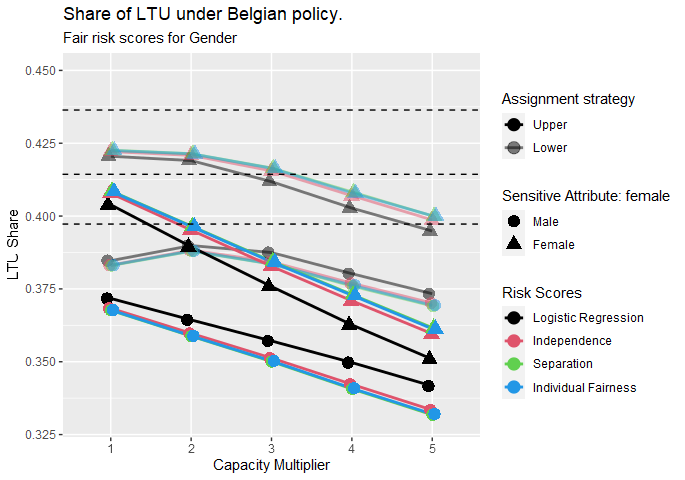 Share of LTU under Belgian policy.
Fair risk scores for Gender
LTU Share
0.450
0.425
0.400
0.375
0.350
0.325
1 2 3 4 5
Capacity Multiplier
Assignment strategy
Upper
Lower
Sensitive Attribute: female
Male
Female
Risk Scores
Logistic Regression
Independence
Separation
Individual Fairness